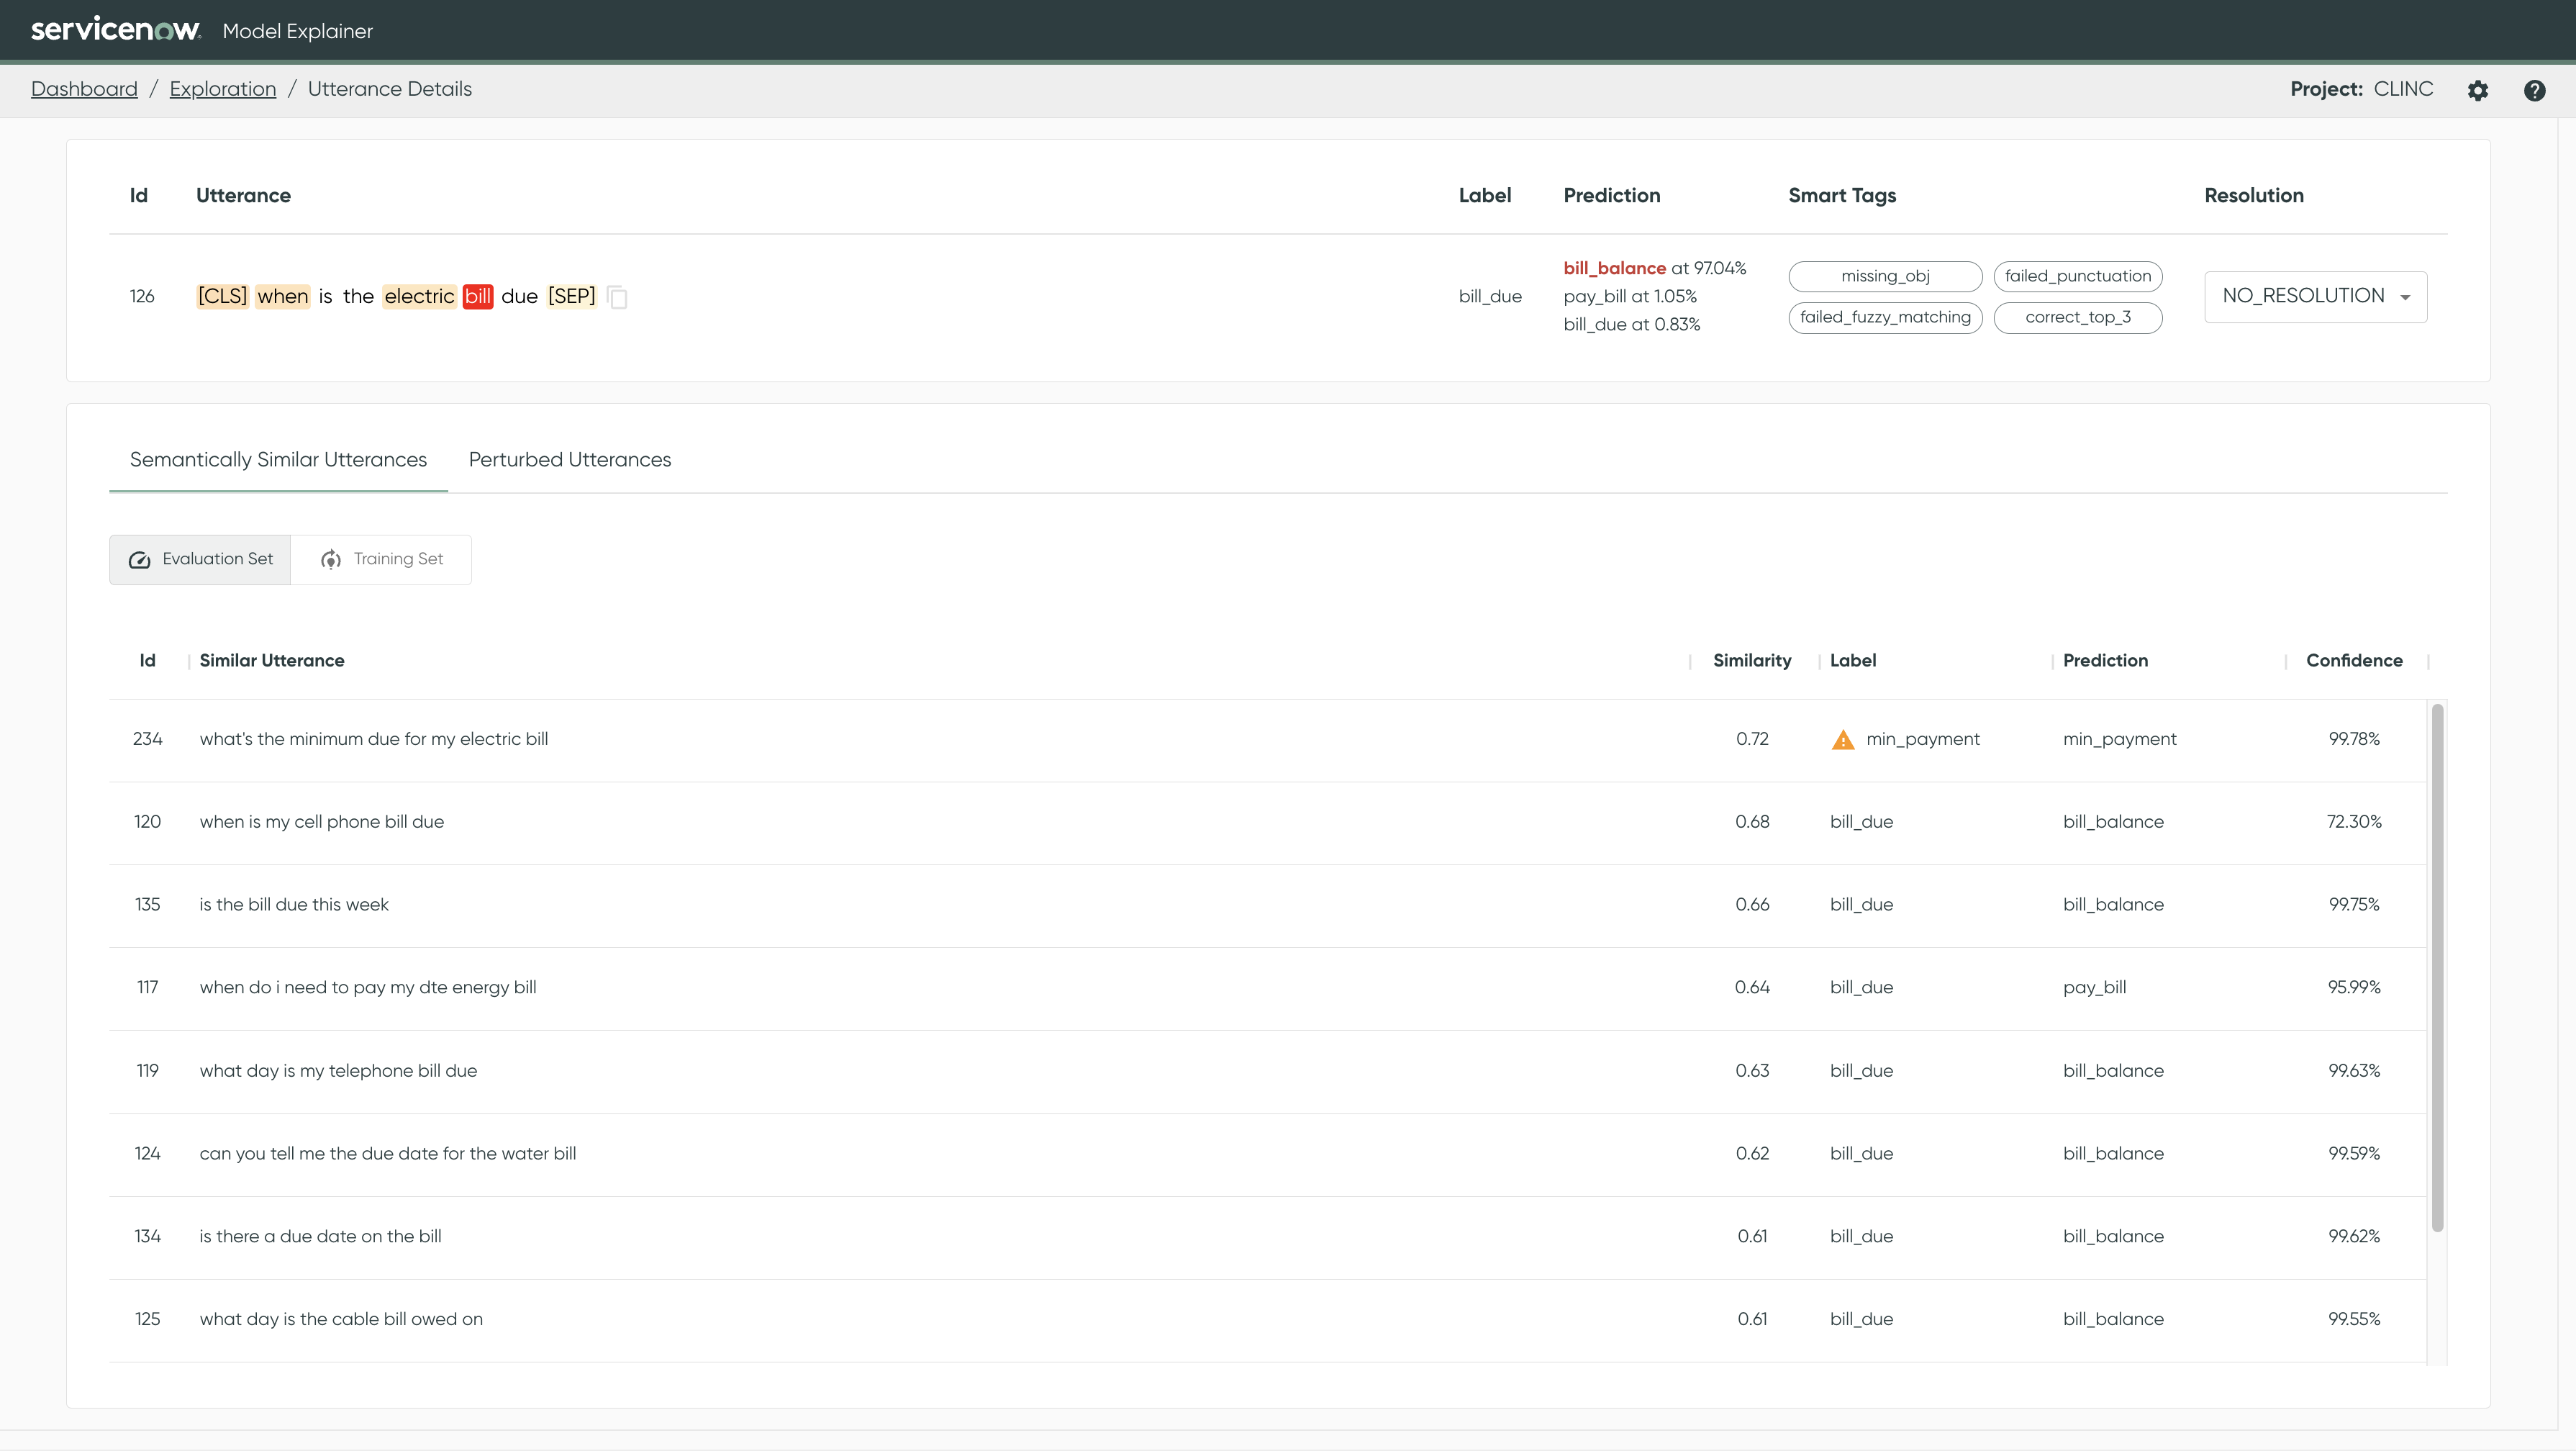 servicenow Model Explainer
Dashboard / Exploration / Utterance Details Project: CLINC
Id Utterance Label Prediction Smart Tags Resolution
126 [CLS] when is the electric bill due [SEP] bill_due
bill_balance at 97.04%
pay_bill at 1.05%
bill_due at 0.83%
missing_obj failed_punctuation
failed_fuzzy_matching correct_top_3
NO_RESOLUTION
Semantically Similar Utterances Perturbed Utterances
Evaluation Set Training Set
Id Similar Utterance Similarity Label Prediction Confidence
234 what's the minimum due for my electric bill 0.72 min_payment min_payment 99.78%
120 when is my cell phone bill due 0.68 bill_due bill_balance 72.30%
135 is the bill due this week 0.66 bill_due bill_balance 99.75%
117 when do i need to pay my dte energy bill 0.64 bill_due pay_bill 95.99%
119 what day is my telephone bill due 0.63 bill_due bill_balance 99.63%
124 can you tell me the due date for the water bill 0.62 bill_due bill_balance 99.59%
134 is there a due date on the bill 0.61 bill_due bill_balance 99.62%
125 what day is the cable bill owed on 0.61 bill_due bill_balance 99.55%